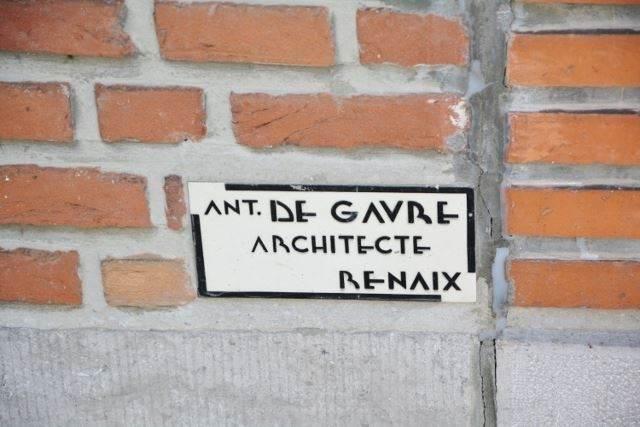 ANT. DE GAVRE
ARCHITECTE
RENAIX